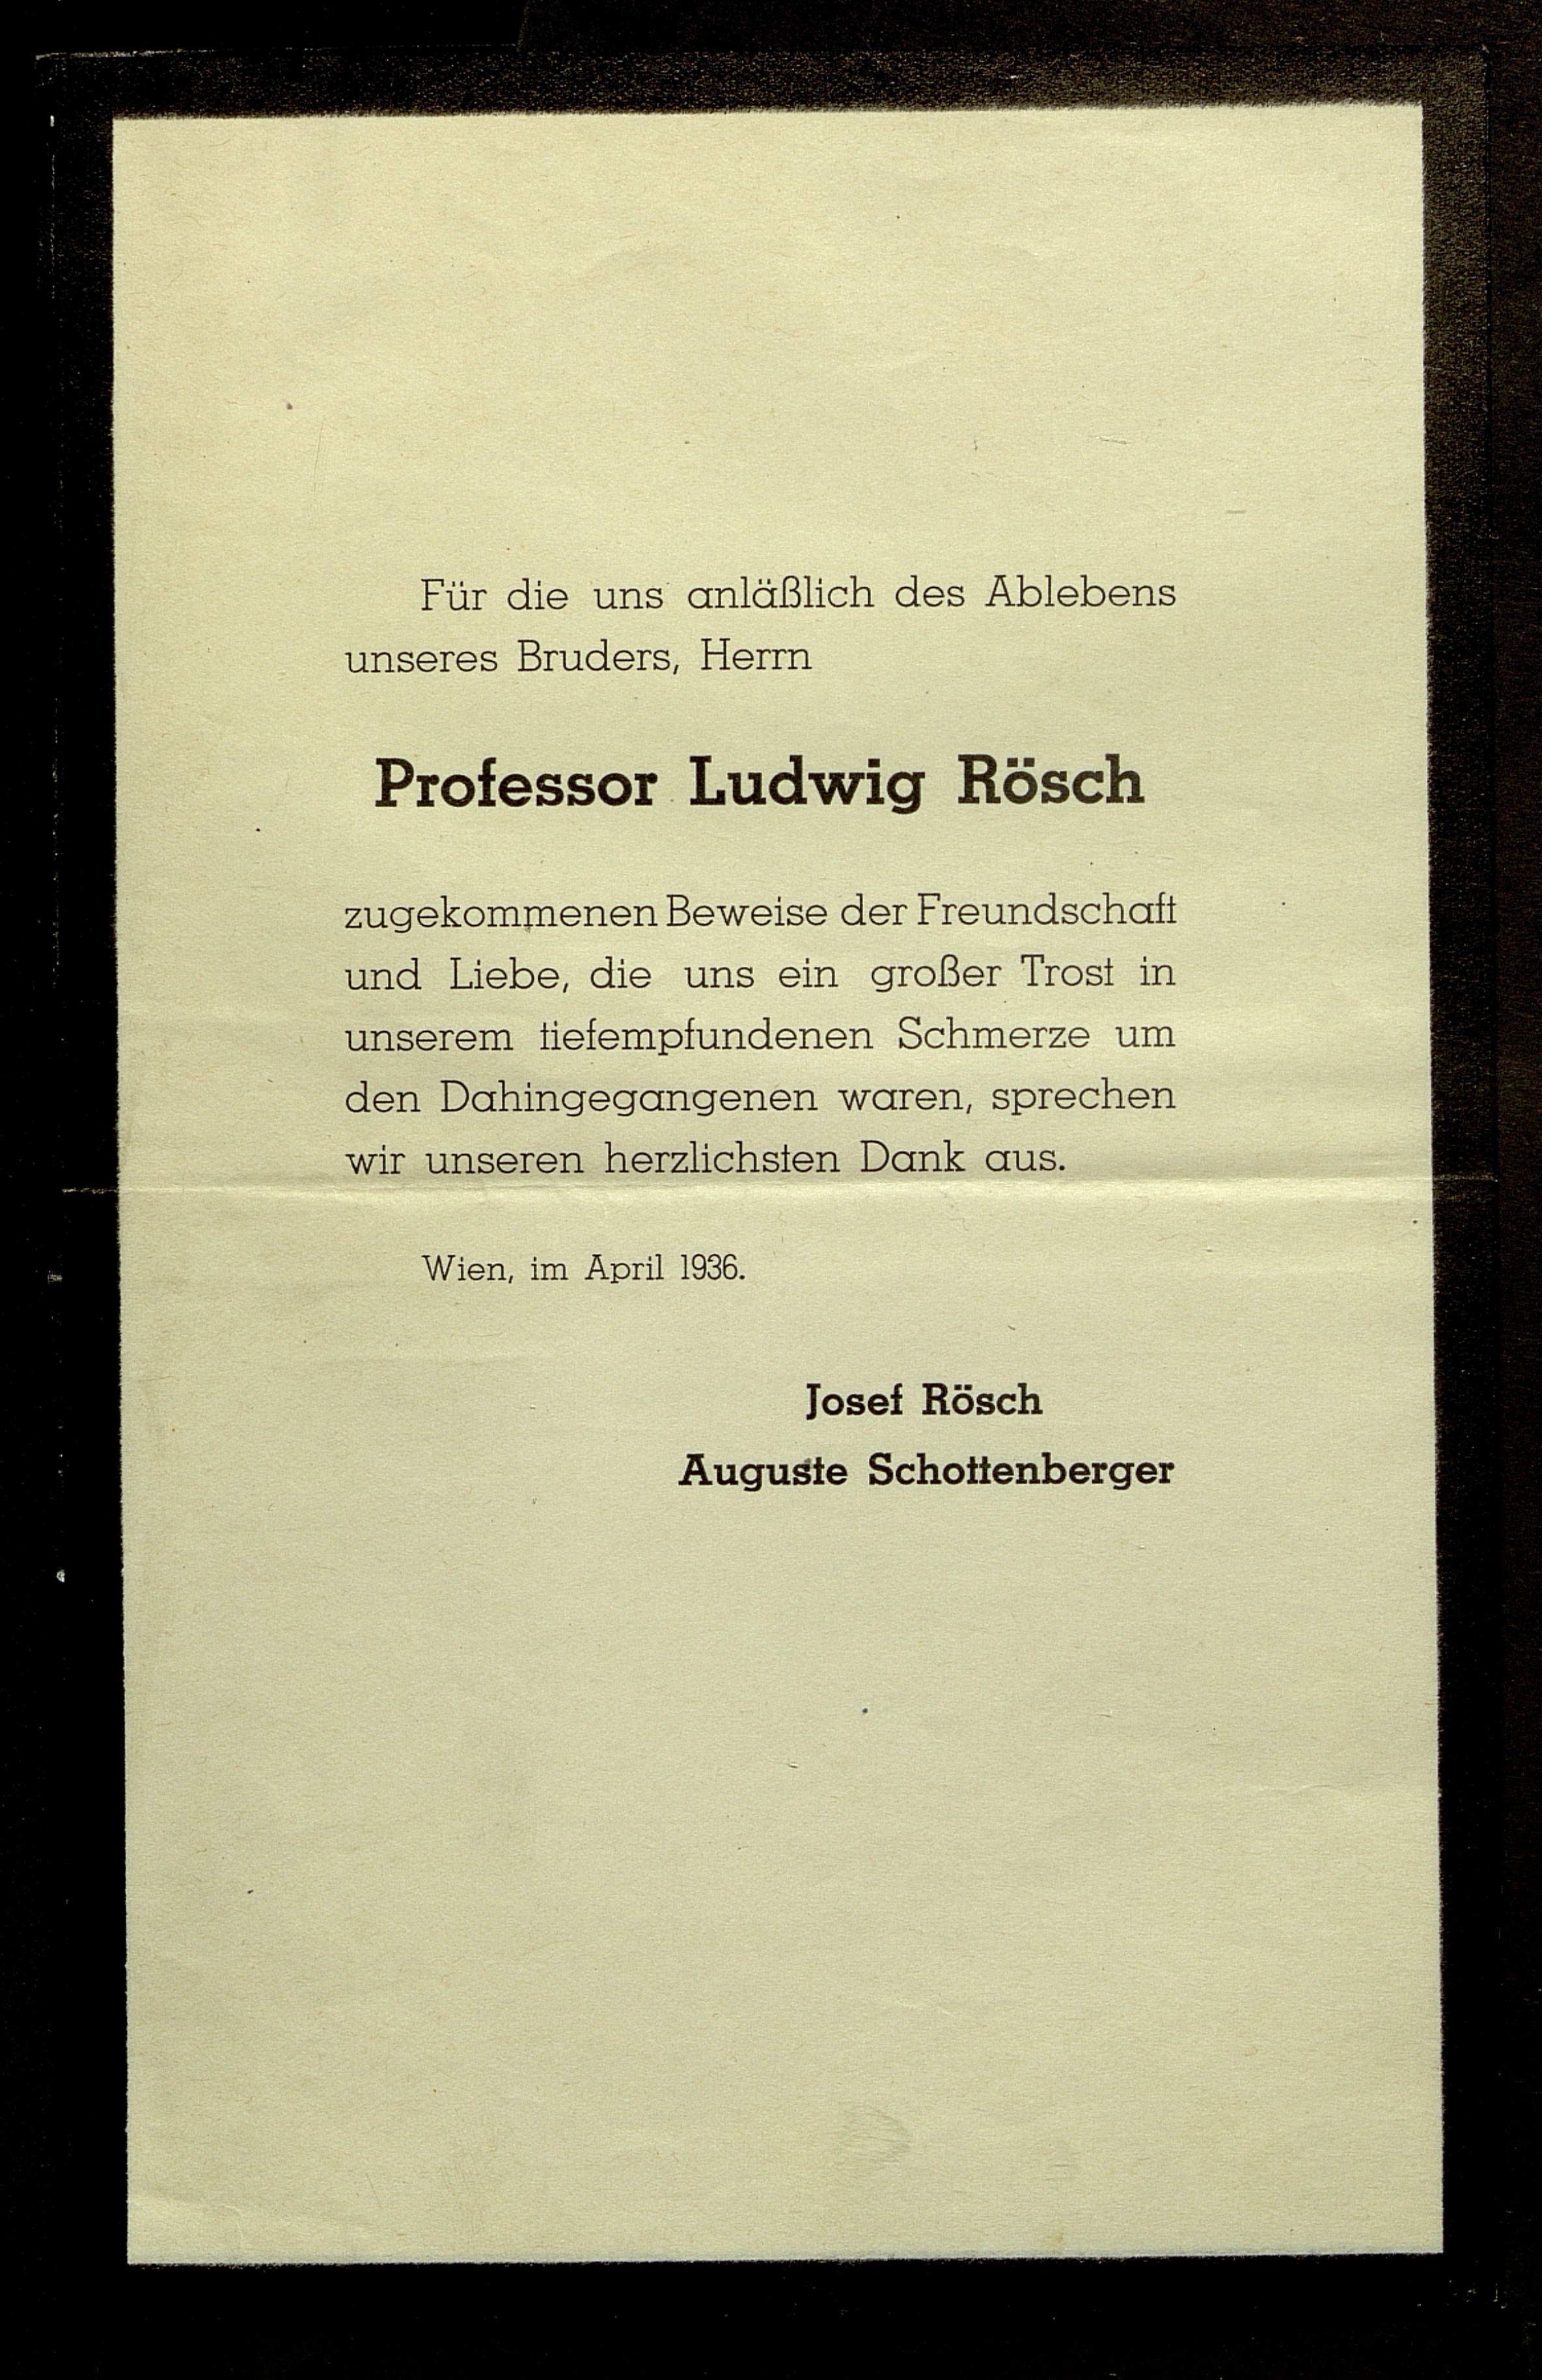 Für die uns anläßlich des Ablebens
unseres Bruders, Herrn
Professor Ludwig Rösch
zugekommenen Beweise der Freundschaft
und Liebe, die uns ein großer Trost in
unserem tiefempfundenen Schmerze um
den Dahingegangenen waren, sprechen
wir unseren herzlichsten Dank aus.
Wien, im April 1936.
Josef Rösch
Auguste Schottenberger